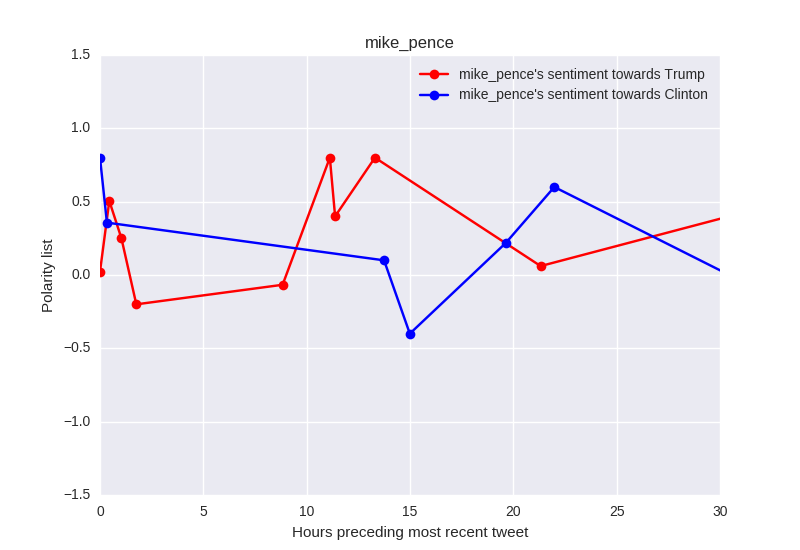 mike_pence
mike_pence's sentiment towards Trump
mike_pence's sentiment towards Clinton
Polarity list
1.5
1.0
0.5
0.0
−0.5
−1.0
−1.5
0 5 10 15 20 25 30
Hours preceding most recent tweet